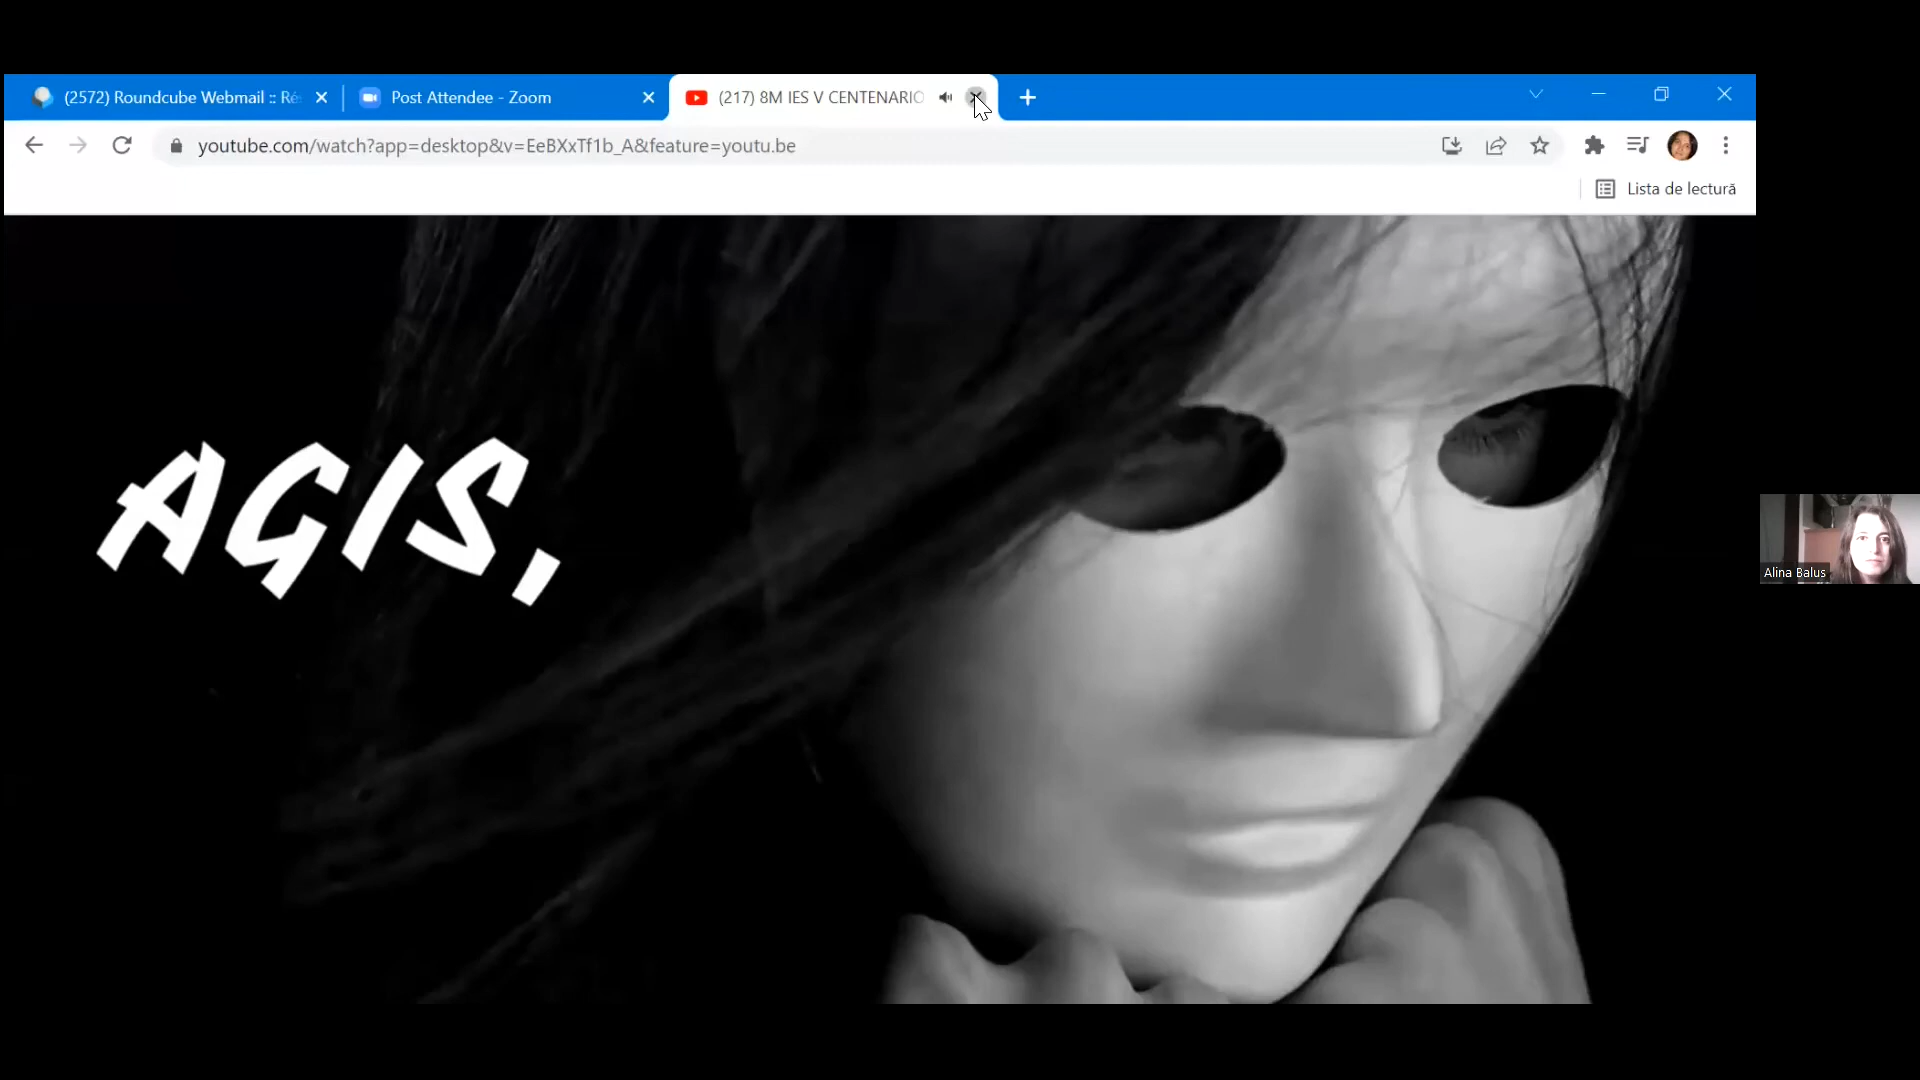 (2572) Roundcube Webmail :: Ré
Post Attendee - Zoom
(217) 8M IES V CENTENARIO
youtube.com/watch?app=desktop&v=EeBXxTf1b_A&feature=youtu.be
Lista de lectură
AGIS,
Alina Balus